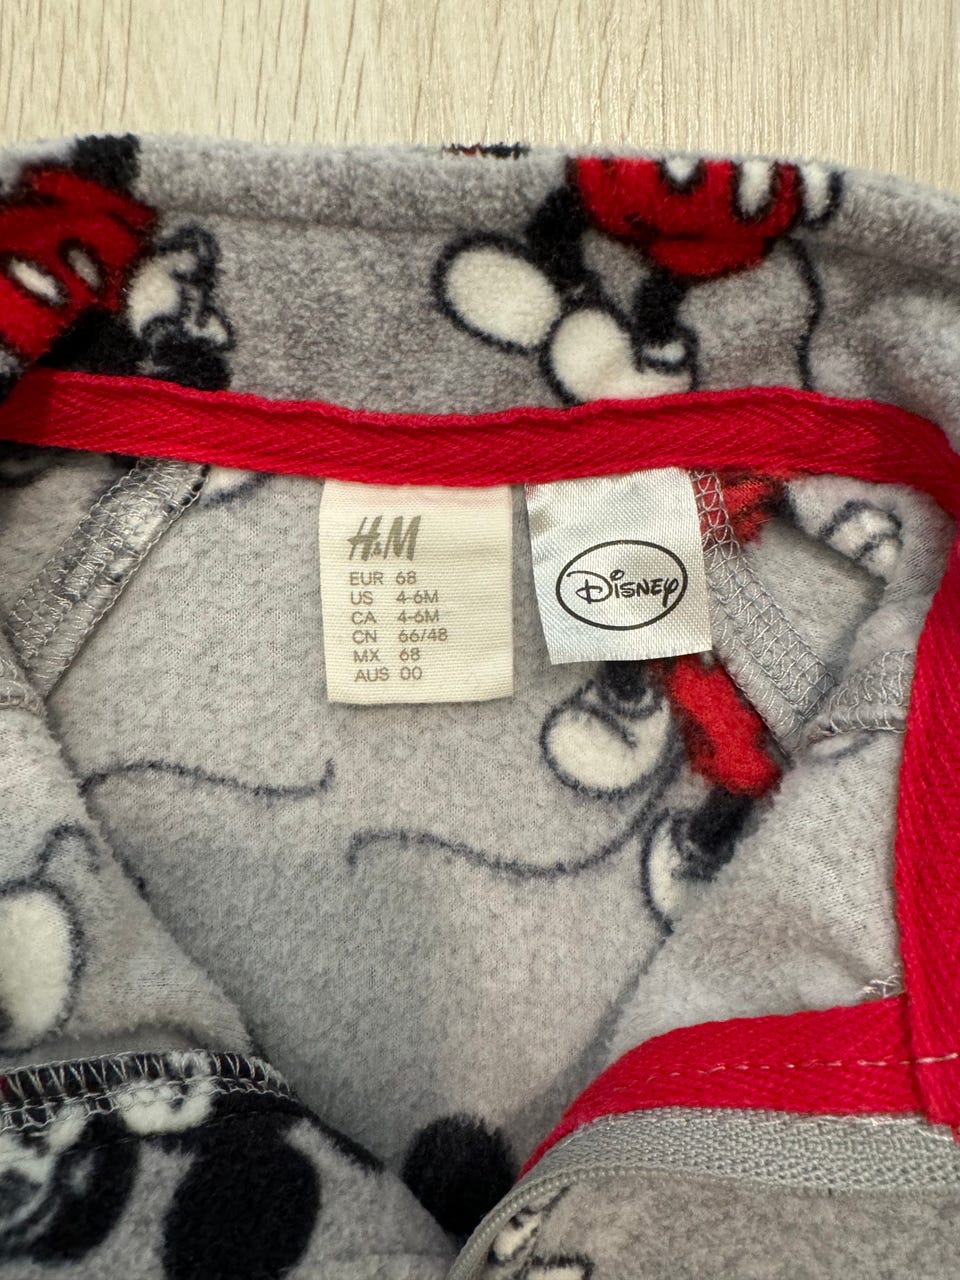 H&M
EUR 68
US 4-6M
CA 4-6M
CN 66/48
MX 68
AUS 00
Disney